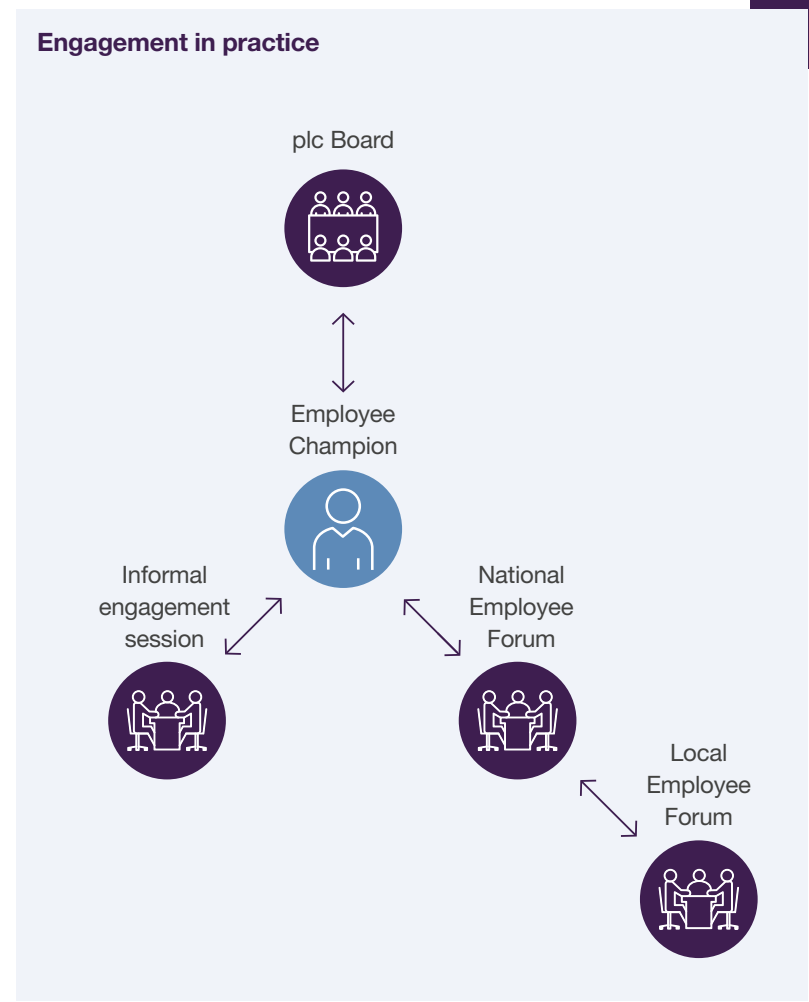 Engagement in practice
plc Board
Employee
Champion
Informal
engagement
session
National
Employee
Forum
Local
Employee
Forum